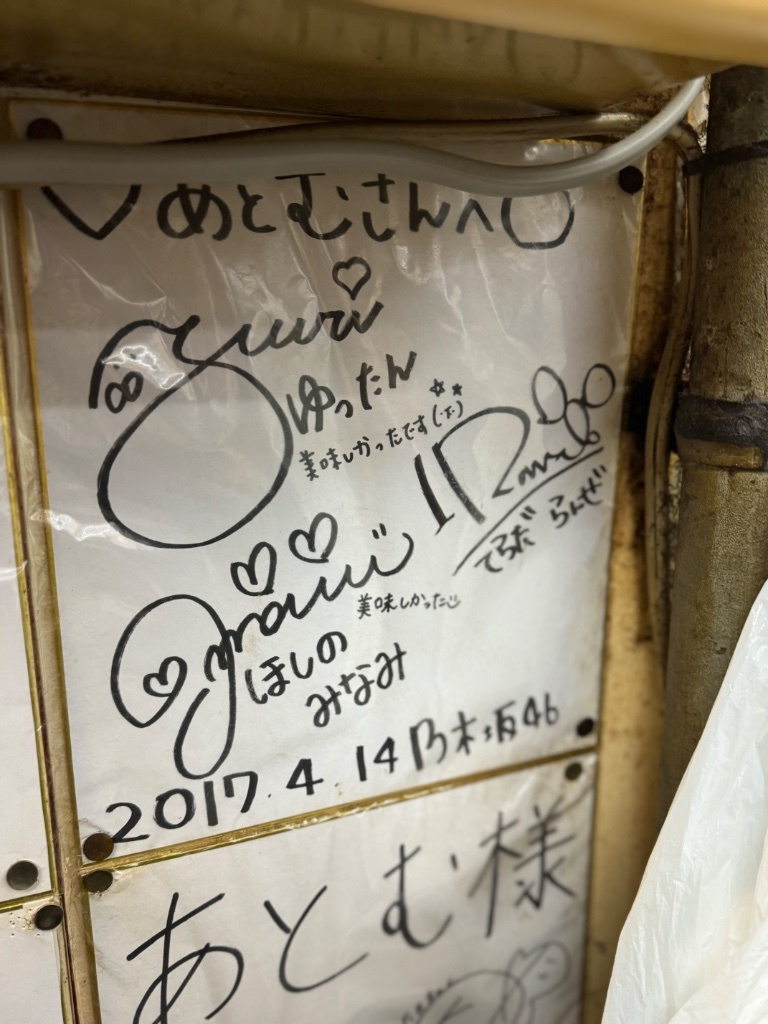 ♡ めとむさんへ
♡
Yuuri
ゆったん
美味しかったです(·T·)☆★
Ranze
てらだ らんぜ
♡♡
Minami
美味しかった
ほしの
みなみ
2017.4.14 乃木坂46
あとむ様